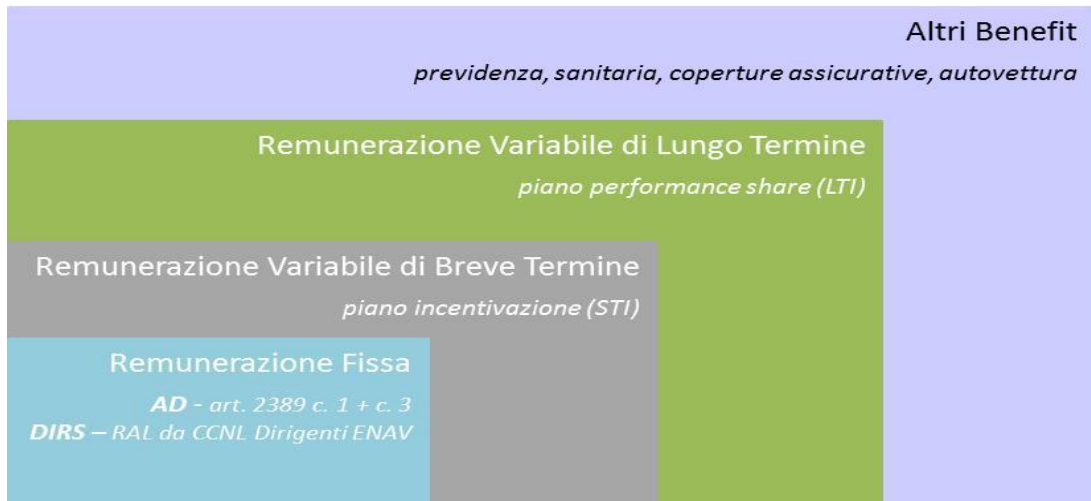 Altri Benefit
previdenza, sanitaria, coperture assicurative, autovettura
Remunerazione Variabile di Lungo Termine
piano performance share (LTI)
Remunerazione Variabile di Breve Termine
piano incentivazione (STI)
Remunerazione Fissa
AD - art. 2389 c. 1 + c. 3
DIRS – RAL da CCNL Dirigenti ENAV